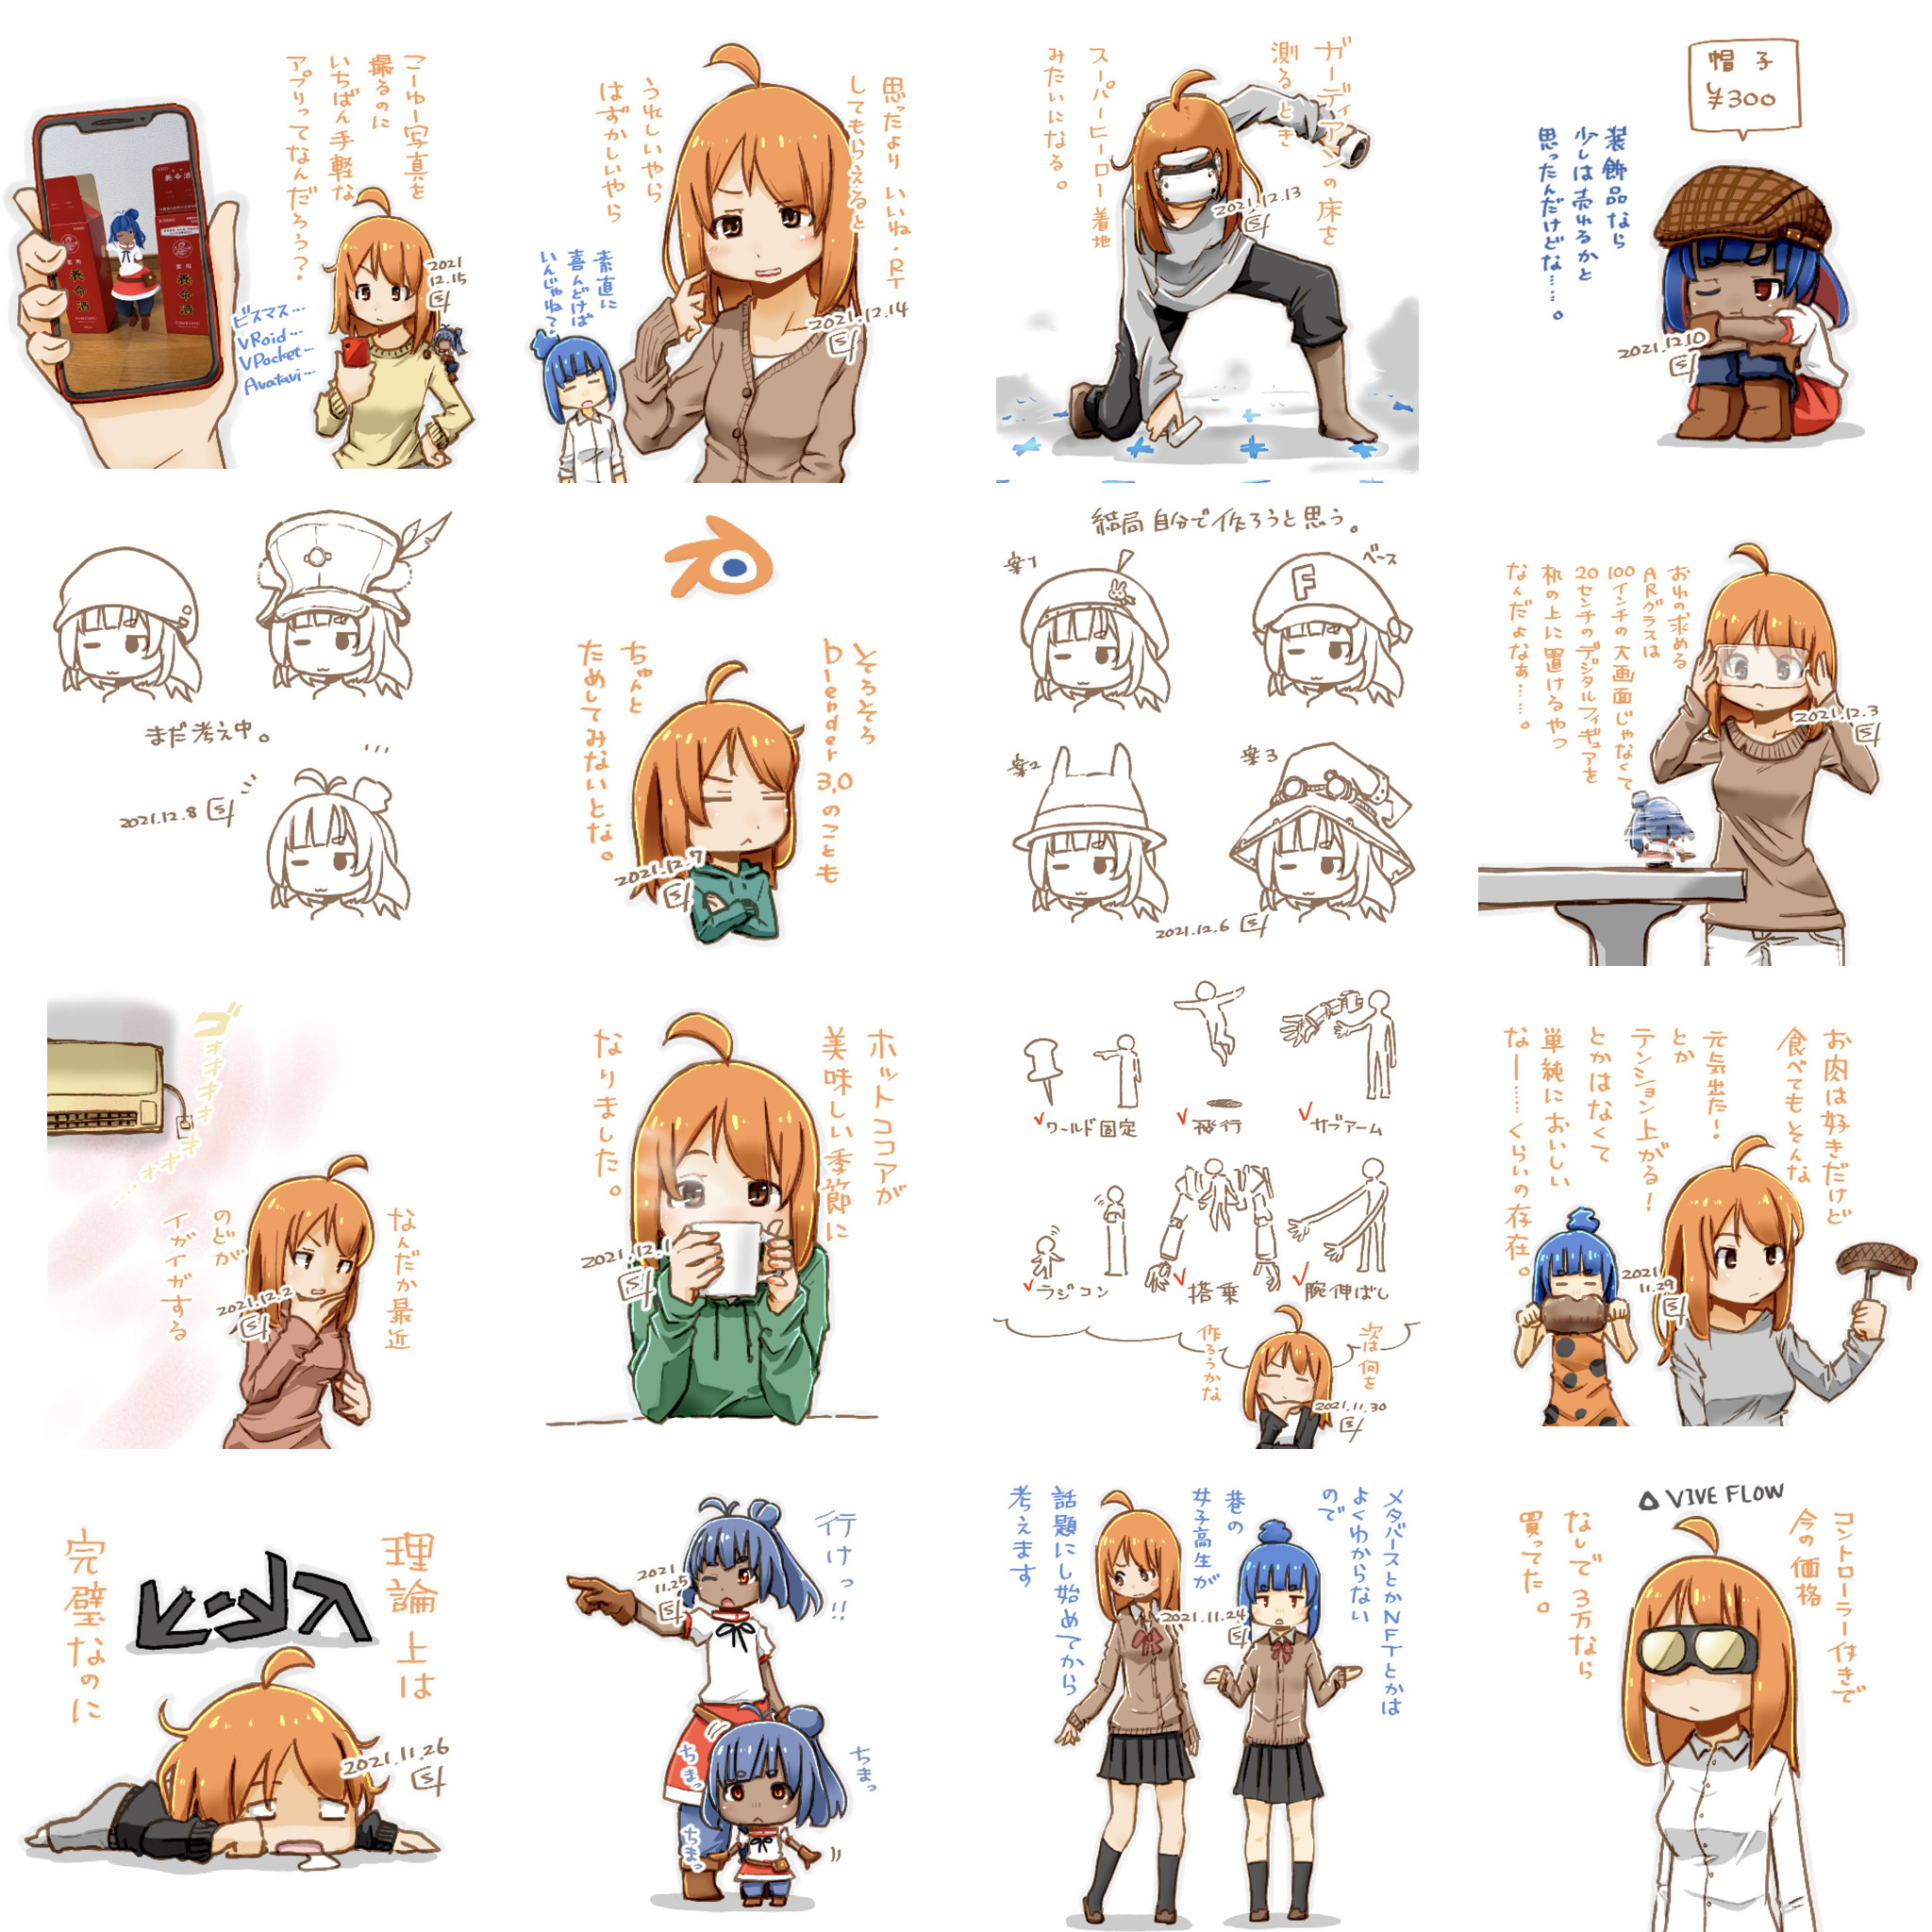 こーゆー写真を
撮るのに
いちばん手軽な
アプリってなんだろう?
養命酒
養命酒
養命酒
ビスマス…
VRoid…
VPocket…
Avatavi…
2021
12.15
思ったより いいね・RT
してもらえると
うれしいやら
はずかしいやら
素直に
喜んどけば
いんじゃね?
2021.12.14
ガーディアンの床を
測るとき
スーパーヒーロー着地
みたいになる。
2021.12.13
帽子
¥300
装飾品なら
少しは売れるかと
思ったんだけどな……。
2021.12.10
まだ考え中。
2021.12.8
そろそろ
blender 3.0のことも
ちゃんと
ためしてみないとな。
2021.12.7
結局 自分で作ろうと思う。
案1
ベース
F
案2
案3
2021.12.6
おれの求める
ARグラスは
100インチの大画面じゃなくて
20センチのデジタルフィギュアを
机の上に置けるやつ
なんだよなぁ……。
2021.12.3
ゴォォォォォォォ……
なんだか最近
のどが
イガイガする
2021.12.2
ホットココアが
美味しい季節に
なりました。
2021.12.1
ワールド固定
飛行
サブアーム
ラジコン
搭乗
腕伸ばし
次は何を
作ろうかな
2021.11.30
お肉は好きだけど
食べてもそんな
元気出た!
とか
テンション上がる!
とかはなくて
単純においしい
なー……くらいの存在。
2021
11.29
理論上は
完璧なのに
2021.11.26
行けっ!!
2021
11.25
ちまっ
ちまっ
ちまっ
メタバースとかNFTとかは
よくわからない
ので
巷の
女子高生が
話題にし始めてから
考えます
2021.11.24
VIVE FLOW
コントローラー付きで
今の価格
なしで3万なら
買ってた。